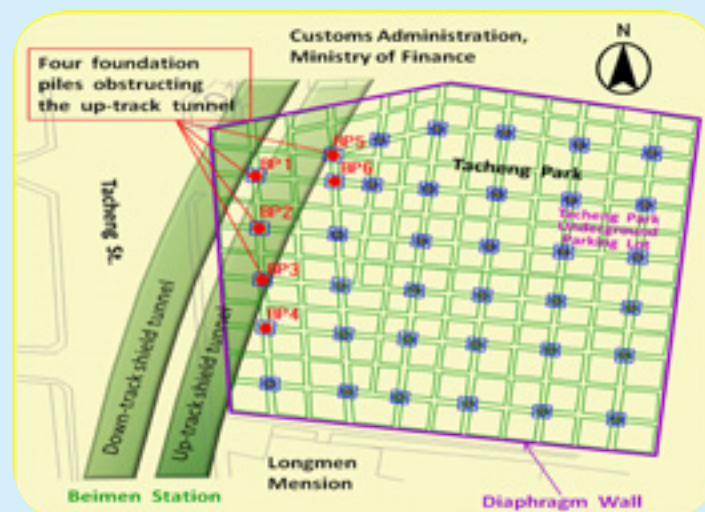 Customs Administration,
Ministry of Finance
N
Four foundation
piles obstructing
the up-track tunnel
BP5
BP1
BP6
Tacheng Park
Tacheng St.
BP2
Tacheng Park
Underground
Parking Lot
BP3
BP4
Down-track shield tunnel
Up-track shield tunnel
Longmen
Mension
Beimen Station
Diaphragm Wall